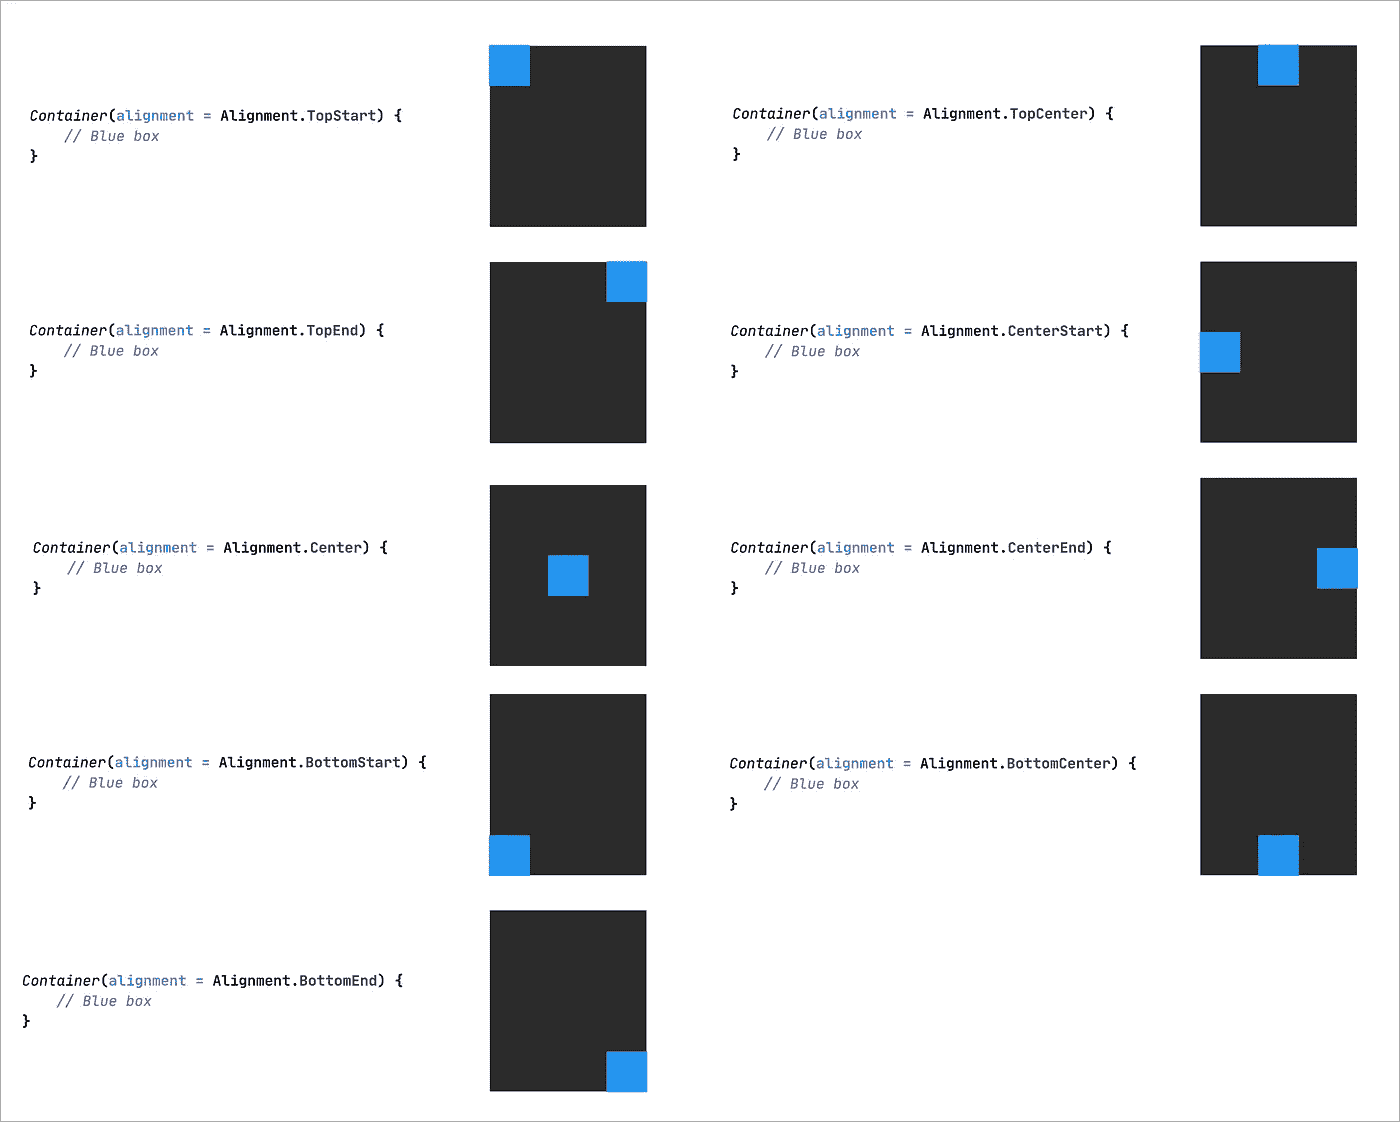 Container(alignment = Alignment.TopStart) {
// Blue box
}
Container(alignment = Alignment.TopCenter) {
// Blue box
}
Container(alignment = Alignment.TopEnd) {
// Blue box
}
Container(alignment = Alignment.CenterStart) {
// Blue box
}
Container(alignment = Alignment.Center) {
// Blue box
}
Container(alignment = Alignment.CenterEnd) {
// Blue box
}
Container(alignment = Alignment.BottomStart) {
// Blue box
}
Container(alignment = Alignment.BottomCenter) {
// Blue box
}
Container(alignment = Alignment.BottomEnd) {
// Blue box
}